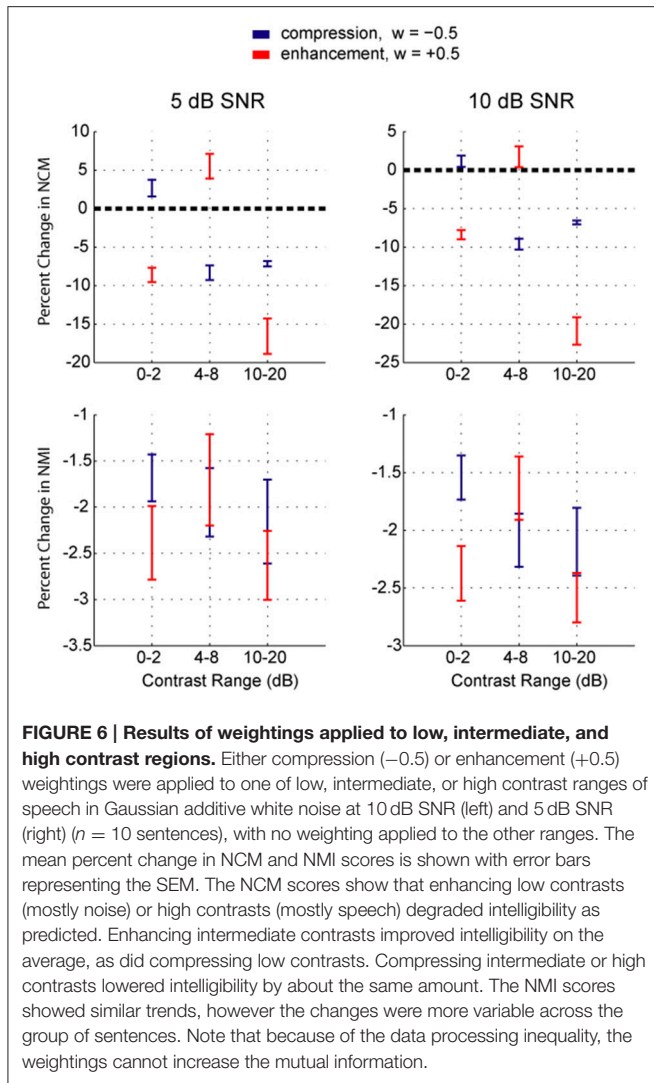 compression, w = −0.5
enhancement, w = +0.5
5 dB SNR
10 dB SNR
Percent Change in NCM
10
5
0
-5
-10
-15
-20
0-2 4-8 10-20
10
5
0
-5
-10
-15
-20
-25
0-2 4-8 10-20
Percent Change in NMI
-1
-1.5
-2
-2.5
-3
-3.5
0-2 4-8 10-20
Contrast Range (dB)
-1
-1.5
-2
-2.5
-3
0-2 4-8 10-20
Contrast Range (dB)
FIGURE 6 | Results of weightings applied to low, intermediate, and
high contrast regions. Either compression (−0.5) or enhancement (+0.5)
weightings were applied to one of low, intermediate, or high contrast ranges of
speech in Gaussian additive white noise at 10 dB SNR (left) and 5 dB SNR
(right) (n = 10 sentences), with no weighting applied to the other ranges. The
mean percent change in NCM and NMI scores is shown with error bars
representing the SEM. The NCM scores show that enhancing low contrasts
(mostly noise) or high contrasts (mostly speech) degraded intelligibility as
predicted. Enhancing intermediate contrasts improved intelligibility on the
average, as did compressing low contrasts. Compressing intermediate or high
contrasts lowered intelligibility by about the same amount. The NMI scores
showed similar trends, however the changes were more variable across the
group of sentences. Note that because of the data processing inequality, the
weightings cannot increase the mutual information.